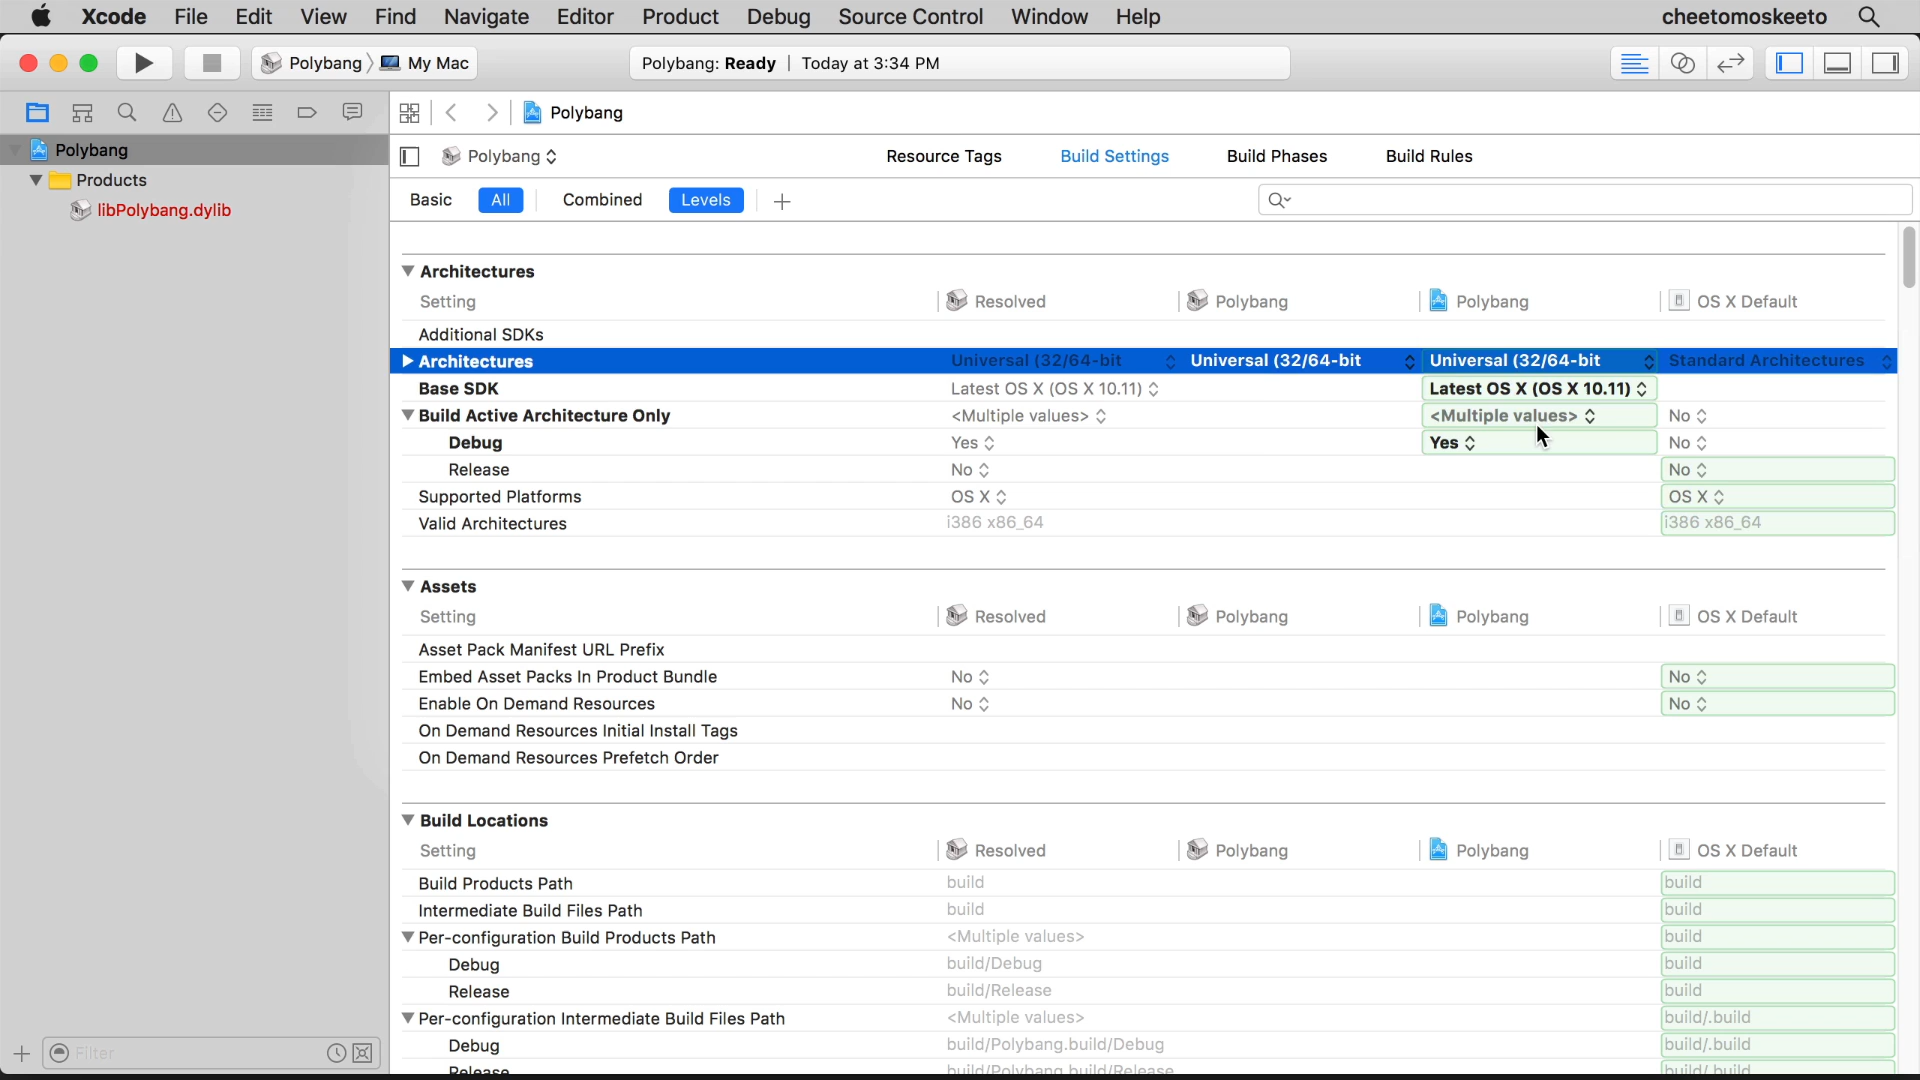 Xcode File Edit View Find Navigate Editor Product Debug Source Control Window Help cheetomoskeeto
Polybang My Mac Polybang: Ready | Today at 3:34 PM
Polybang
Polybang Polybang Resource Tags Build Settings Build Phases Build Rules
Products
Basic All Combined Levels
libPolybang.dylib
Architectures
Setting Resolved Polybang Polybang OS X Default
Additional SDKs
Architectures Universal (32/64-bit Universal (32/64-bit Universal (32/64-bit Standard Architectures
Base SDK Latest OS X (OS X 10.11) Latest OS X (OS X 10.11)
Build Active Architecture Only <Multiple values> <Multiple values> No
Debug Yes Yes No
Release No No
Supported Platforms OS X OS X
Valid Architectures i386 x86_64 i386 x86_64
Assets
Setting Resolved Polybang Polybang OS X Default
Asset Pack Manifest URL Prefix
Embed Asset Packs In Product Bundle No No
Enable On Demand Resources No No
On Demand Resources Initial Install Tags
On Demand Resources Prefetch Order
Build Locations
Setting Resolved Polybang Polybang OS X Default
Build Products Path build build
Intermediate Build Files Path build build
Per-configuration Build Products Path <Multiple values> build
Debug build/Debug build
Release build/Release build
Per-configuration Intermediate Build Files Path <Multiple values> build/.build
Debug build/Polybang.build/Debug build/.build
Filter
Release build/Polybang.build/Release build/.build